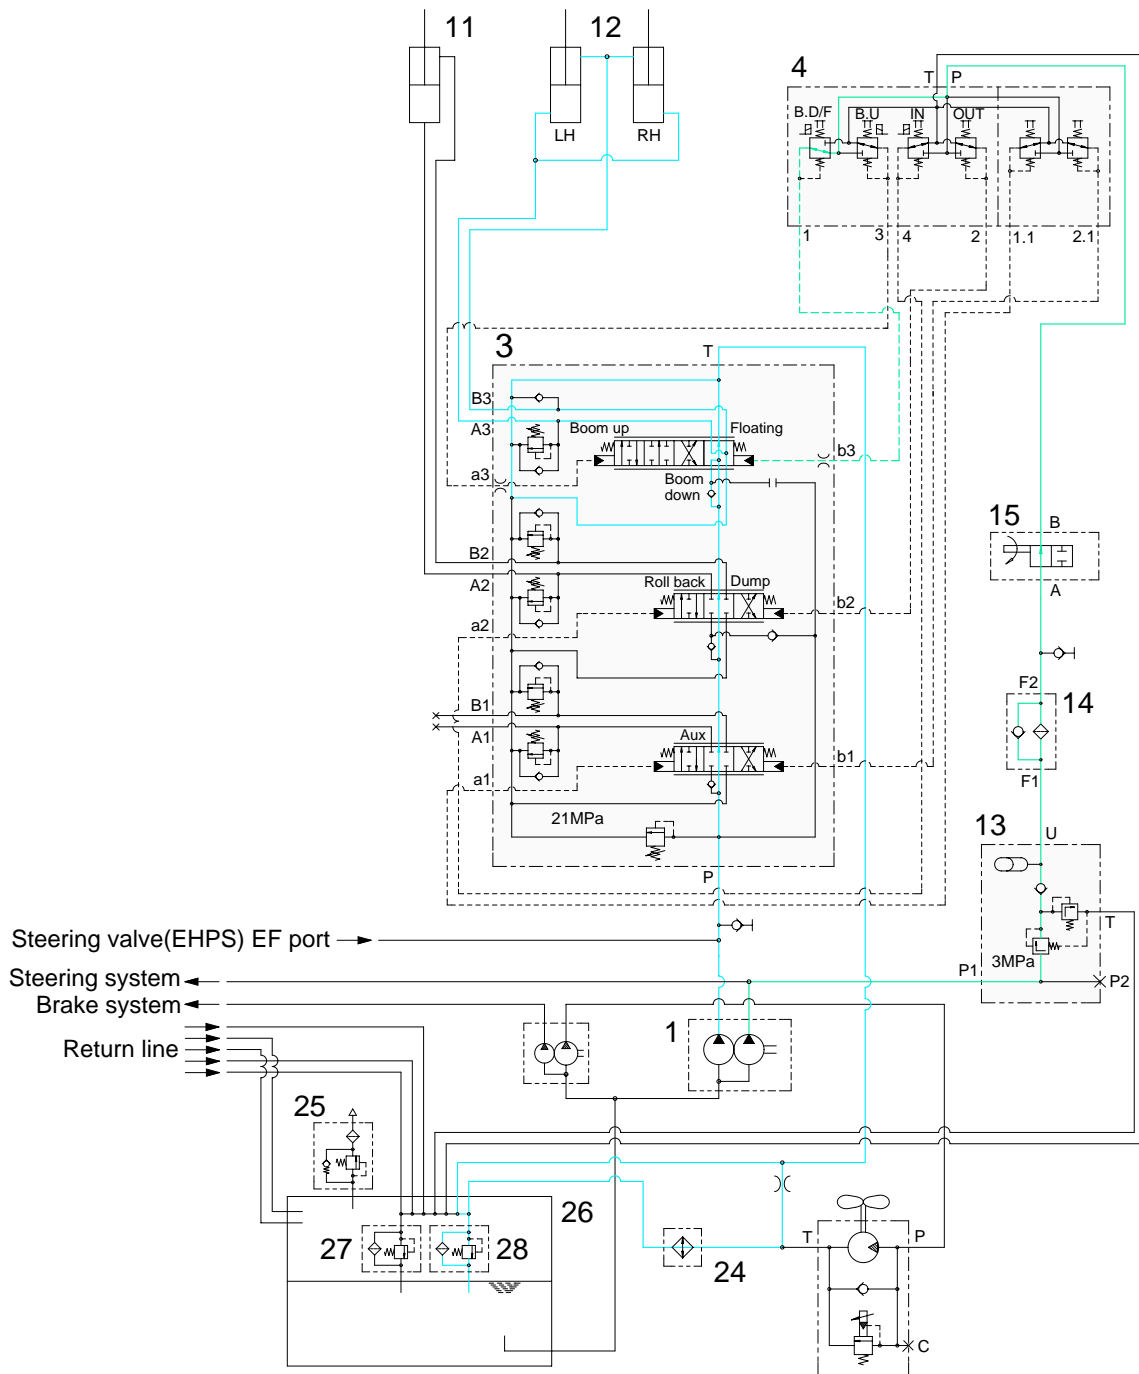 11
12
4
T P
B.D/F B.U IN OUT
LH RH
1 3 4 2 1.1 2.1
3
T
B3
A3
Boom up Floating
b3
a3
Boom
down
15
B
A
B2
A2
Roll back Dump
b2
a2
F2
14
F1
B1
A1
Aux
b1
a1
21MPa
13
U
P
T
3MPa
Steering valve(EHPS) EF port
Steering system
P1
P2
Brake system
1
Return line
25
26
27
28
24
T
P
C